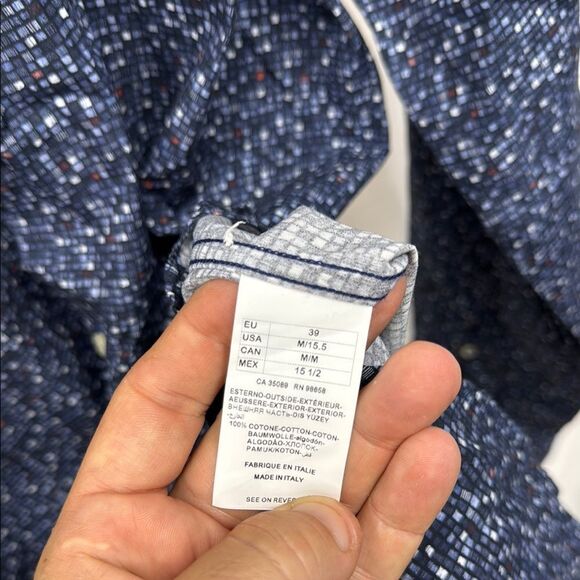 EU 39
USA M/15.5
CAN M/M
MEX 15 1/2
CA 35089 RN 98658
ESTERNO-OUTSIDE-EXTÉRIEUR-
AEUSSERE-EXTERIOR-EXTERIOR-
ВНЕШНЯЯ ЧАСТЬ-DIS YÜZEY
100% COTONE-COTTON-COTON-
BAUMWOLLE-algodón-
ALGODÃO-ХЛОПОК-
PAMUK/KOTON-
FABRIQUE EN ITALIE
MADE IN ITALY
SEE ON